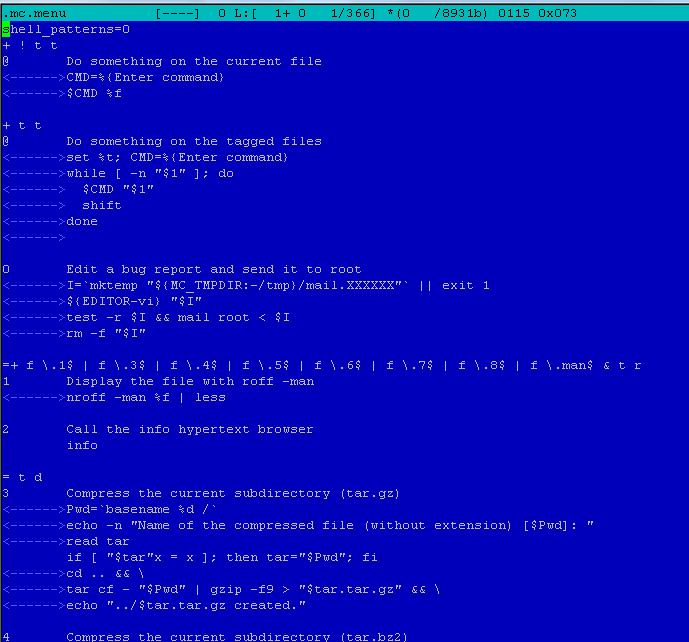 .mc.menu [----] 0 L:[ 1+ 0 1/366] *(0 /8931b) 0115 0x073
shell_patterns=0
+ ! t t
@ Do something on the current file
<------>CMD=%{Enter command}
<------>$CMD %f
+ t t
@ Do something on the tagged files
<------>set %t; CMD=%{Enter command}
<------>while [ -n "$1" ]; do
<------> $CMD "$1"
<------> shift
<------>done
<------>
0 Edit a bug report and send it to root
<------>I=`mktemp "${MC_TMPDIR:-/tmp}/mail.XXXXXX"` || exit 1
<------>${EDITOR-vi} "$I"
<------>test -r $I && mail root < $I
<------>rm -f "$I"
=+ f \.1$ | f \.3$ | f \.4$ | f \.5$ | f \.6$ | f \.7$ | f \.8$ | f \.man$ & t r
1 Display the file with roff -man
<------>nroff -man %f | less
2 Call the info hypertext browser
info
= t d
3 Compress the current subdirectory (tar.gz)
<------>Pwd=`basename %d /`
<------>echo -n "Name of the compressed file (without extension) [$Pwd]: "
<------>read tar
if [ "$tar"x = x ]; then tar="$Pwd"; fi
<------>cd .. && \
<------>tar cf - "$Pwd" | gzip -f9 > "$tar.tar.gz" && \
<------>echo "../$tar.tar.gz created."
4 Compress the current subdirectory (tar.bz2)